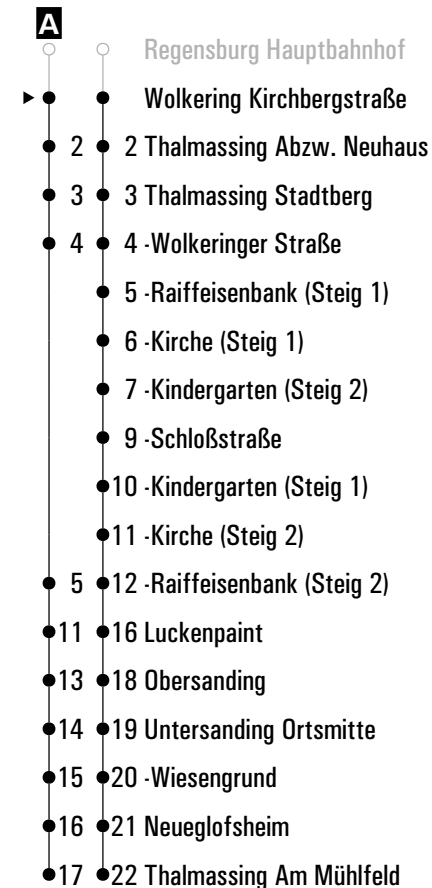 A
Regensburg Hauptbahnhof
Wolkering Kirchbergstraße
2 2 Thalmassing Abzw. Neuhaus
3 3 Thalmassing Stadtberg
4 4 -Wolkeringer Straße
5 -Raiffeisenbank (Steig 1)
6 -Kirche (Steig 1)
7 -Kindergarten (Steig 2)
9 -Schloßstraße
10 -Kindergarten (Steig 1)
11 -Kirche (Steig 2)
5 12 -Raiffeisenbank (Steig 2)
11 16 Luckenpaint
13 18 Obersanding
14 19 Untersanding Ortsmitte
15 20 -Wiesengrund
16 21 Neueglofsheim
17 22 Thalmassing Am Mühlfeld